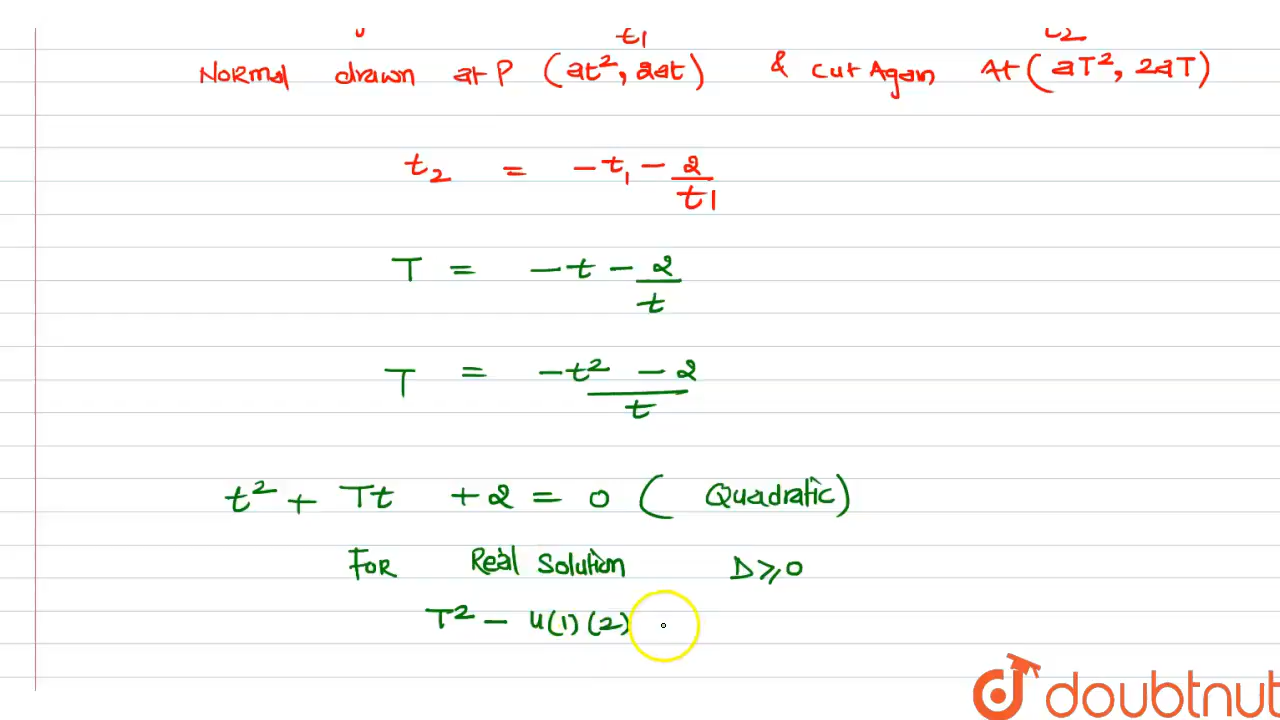 t1 t2
Normal drawn at P (at², 2at) & cut Again At (aT², 2aT)
t₂ = -t₁ - 2/t1
T = -t - 2/t
T = -t² - 2/t
t² + Tt + 2 = 0 (Quadratic)
For Real Solution D ≥ 0
T² - 4(1)(2)
doubtnut